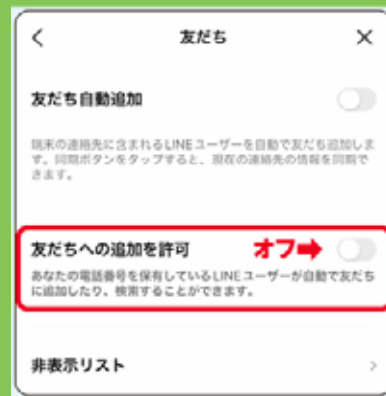 友だち
友だち自動追加
端末の連絡先に含まれるLINEユーザーを自動で友だち追加しま
す。同期ボタンをタップすると、現在の連絡先の情報を同期で
きます。
友だちへの追加を許可 オフ➡
あなたの電話番号を保有しているLINEユーザーが自動で友だち
に追加したり、検索することができます。
非表示リスト